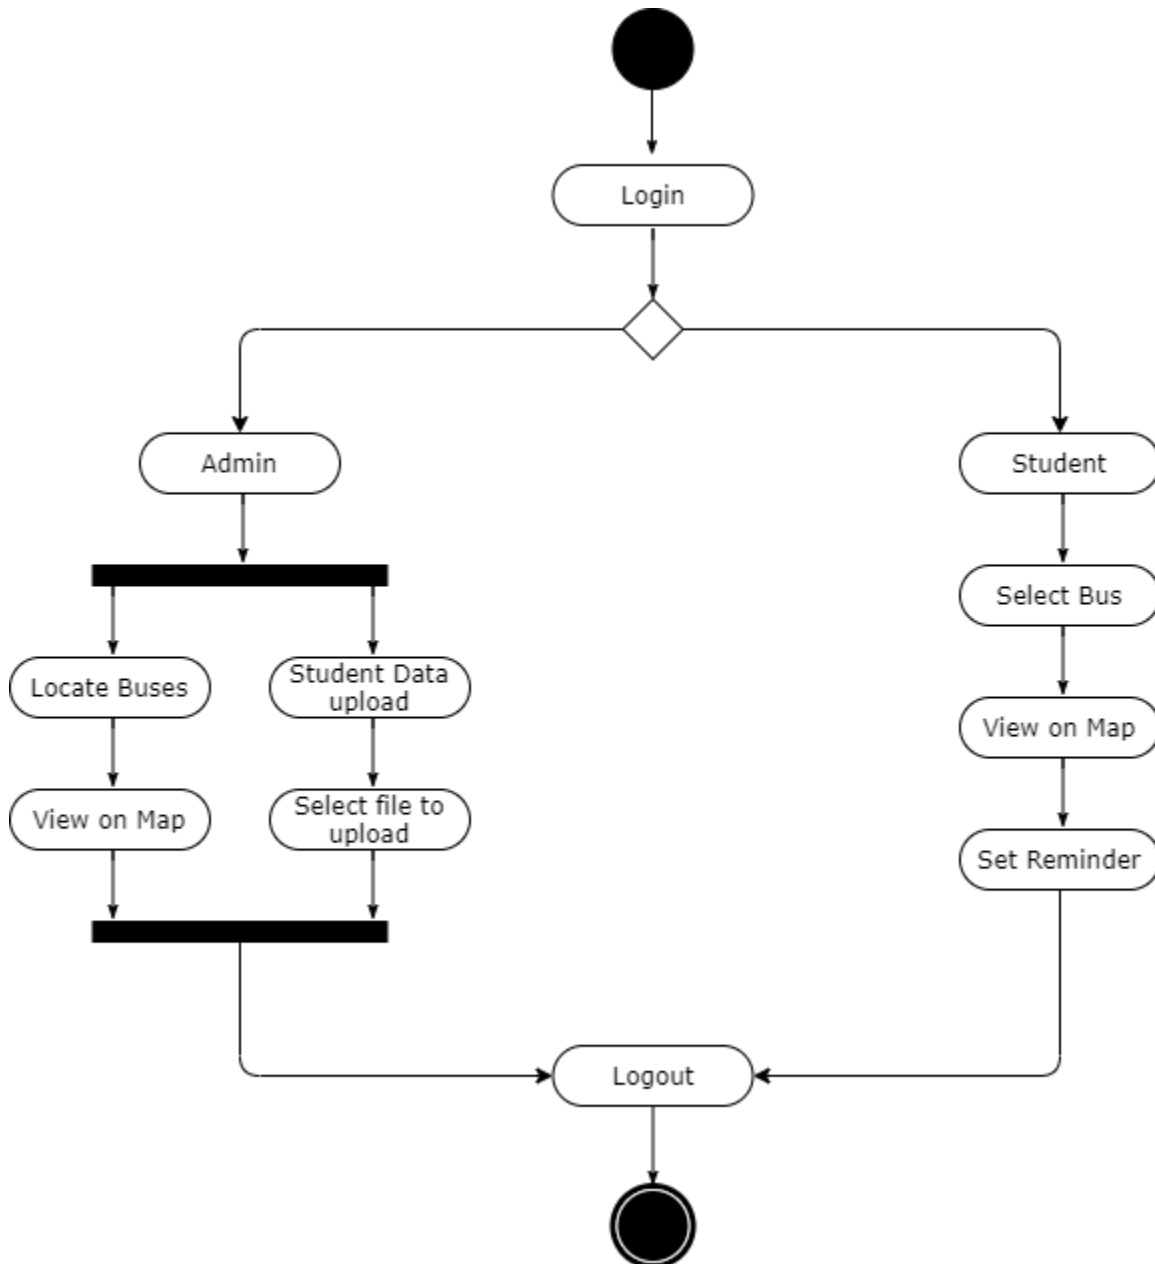 Login
Admin
Student
Select Bus
Locate Buses
Student Data
upload
View on Map
View on Map
Select file to
upload
Set Reminder
Logout